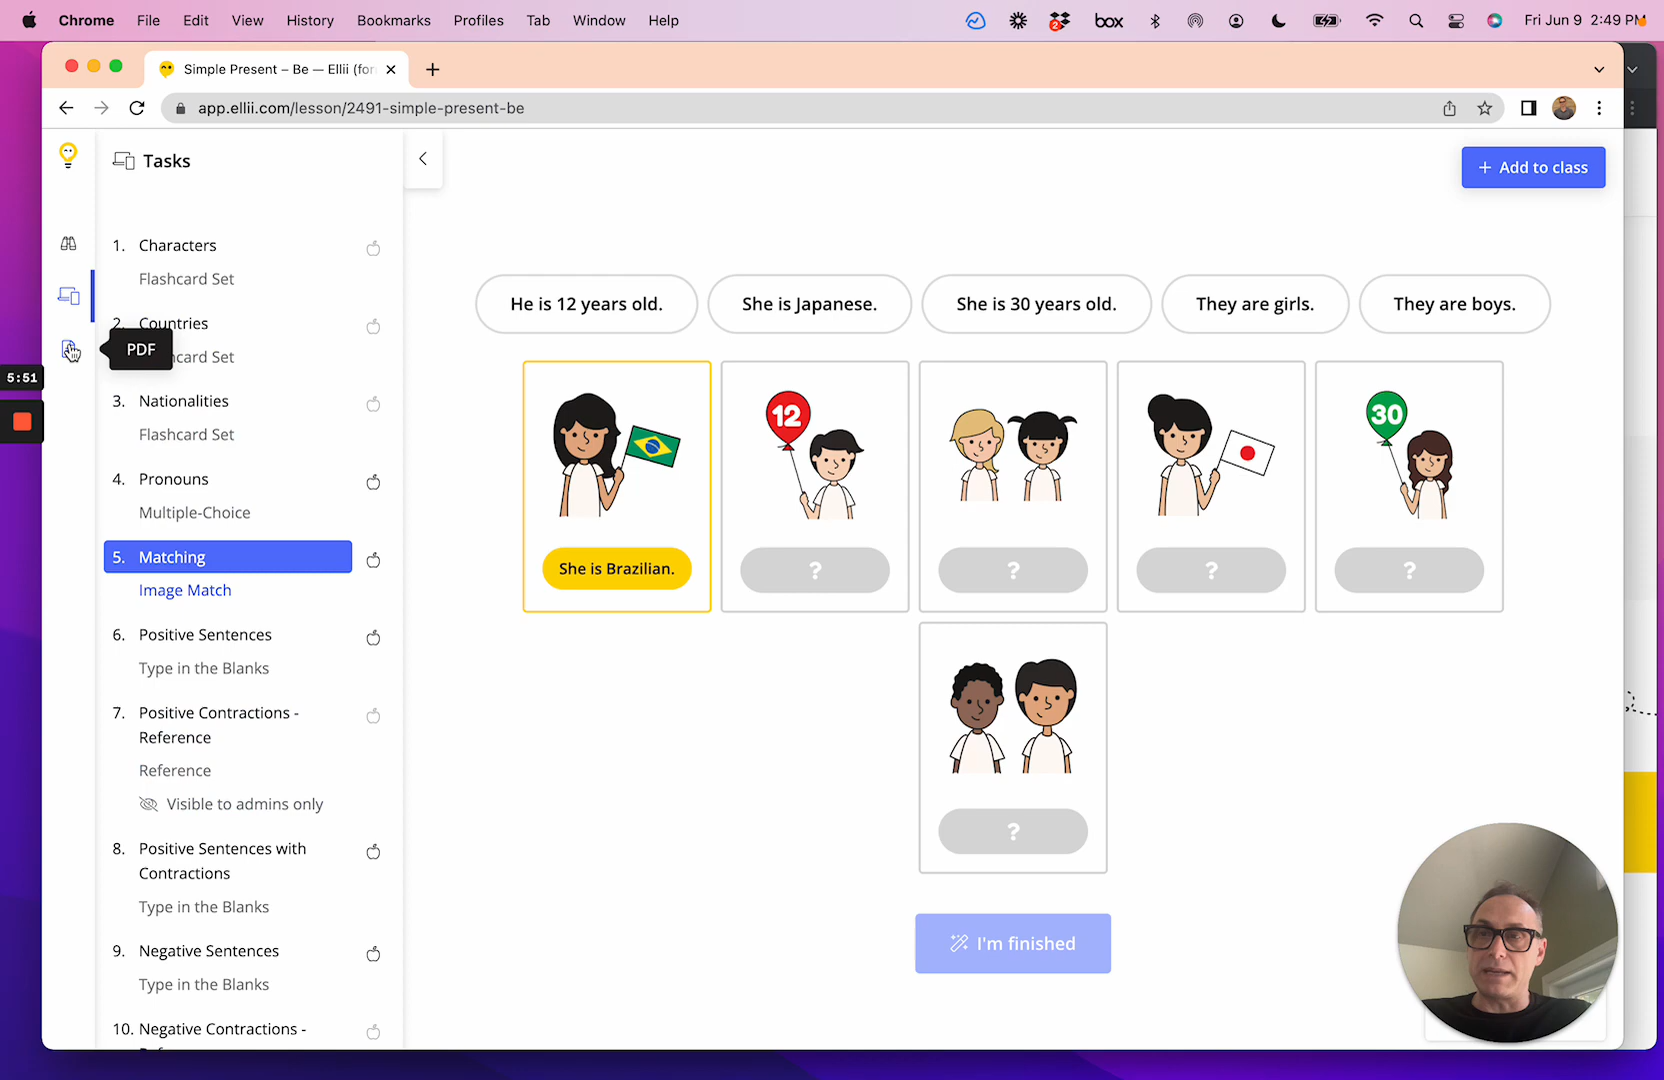 Chrome File Edit View History Bookmarks Profiles Tab Window Help
2 box Fri Jun 9 2:49 PM
Simple Present – Be — Ellii (for
app.ellii.com/lesson/2491-simple-present-be
Tasks
+ Add to class
1. Characters
Flashcard Set
2. Countries
PDF
card Set
3. Nationalities
Flashcard Set
4. Pronouns
Multiple-Choice
5. Matching
Image Match
6. Positive Sentences
Type in the Blanks
7. Positive Contractions -
Reference
Reference
Visible to admins only
8. Positive Sentences with
Contractions
Type in the Blanks
9. Negative Sentences
Type in the Blanks
10. Negative Contractions -
5:51
He is 12 years old. She is Japanese. She is 30 years old. They are girls. They are boys.
12 30
She is Brazilian. ? ? ? ?
?
I'm finished